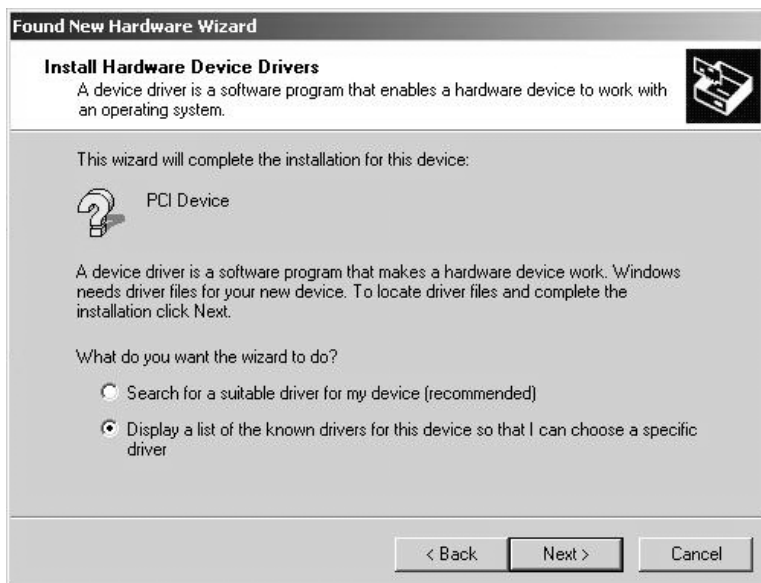 Found New Hardware Wizard
Install Hardware Device Drivers
A device driver is a software program that enables a hardware device to work with
an operating system.
This wizard will complete the installation for this device:
PCI Device
A device driver is a software program that makes a hardware device work. Windows
needs driver files for your new device. To locate driver files and complete the
installation click Next.
What do you want the wizard to do?
Search for a suitable driver for my device (recommended)
Display a list of the known drivers for this device so that I can choose a specific
driver
< Back
Next >
Cancel